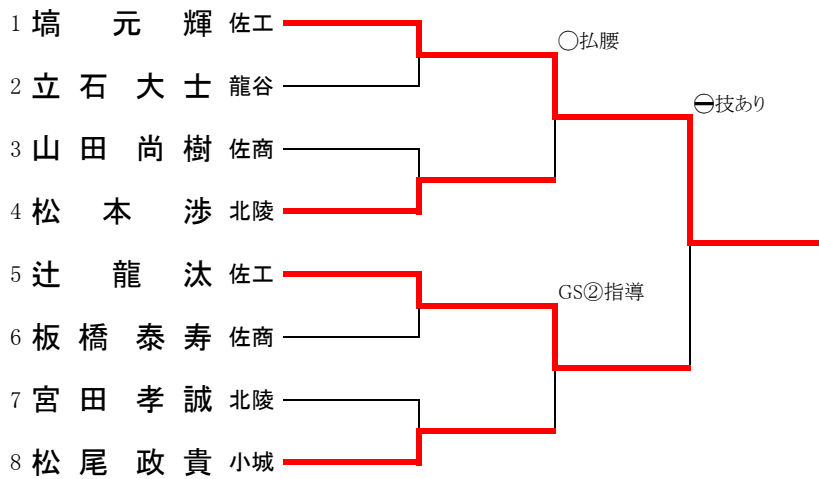 1 塙元輝 佐工
○払腰
2 立石大士 龍谷
⊖技あり
3 山田尚樹 佐商
4 松本渉 北陵
5 辻龍汰 佐工
GS②指導
6 板橋泰寿 佐商
7 宮田孝誠 北陵
8 松尾政貴 小城